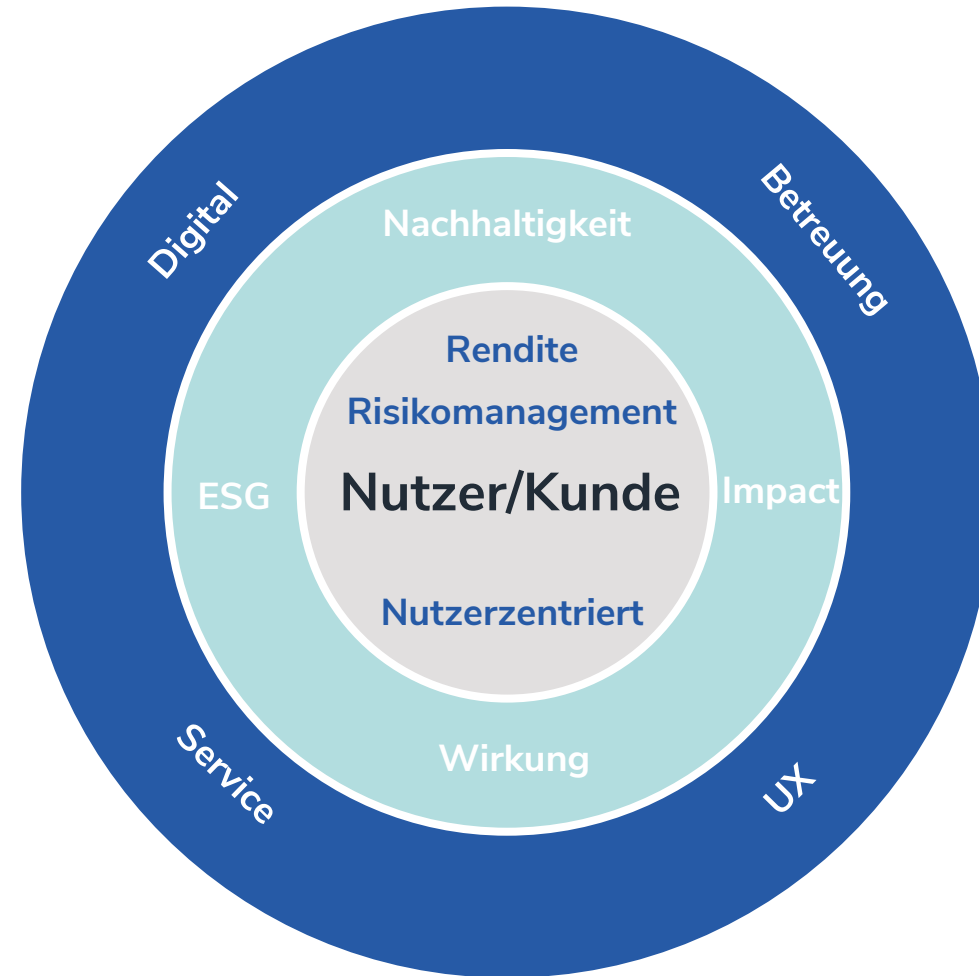 Digital
Betreuung
Nachhaltigkeit
Rendite
Risikomanagement
Nutzer/Kunde
ESG
Impact
Nutzerzentriert
Wirkung
Service
UX